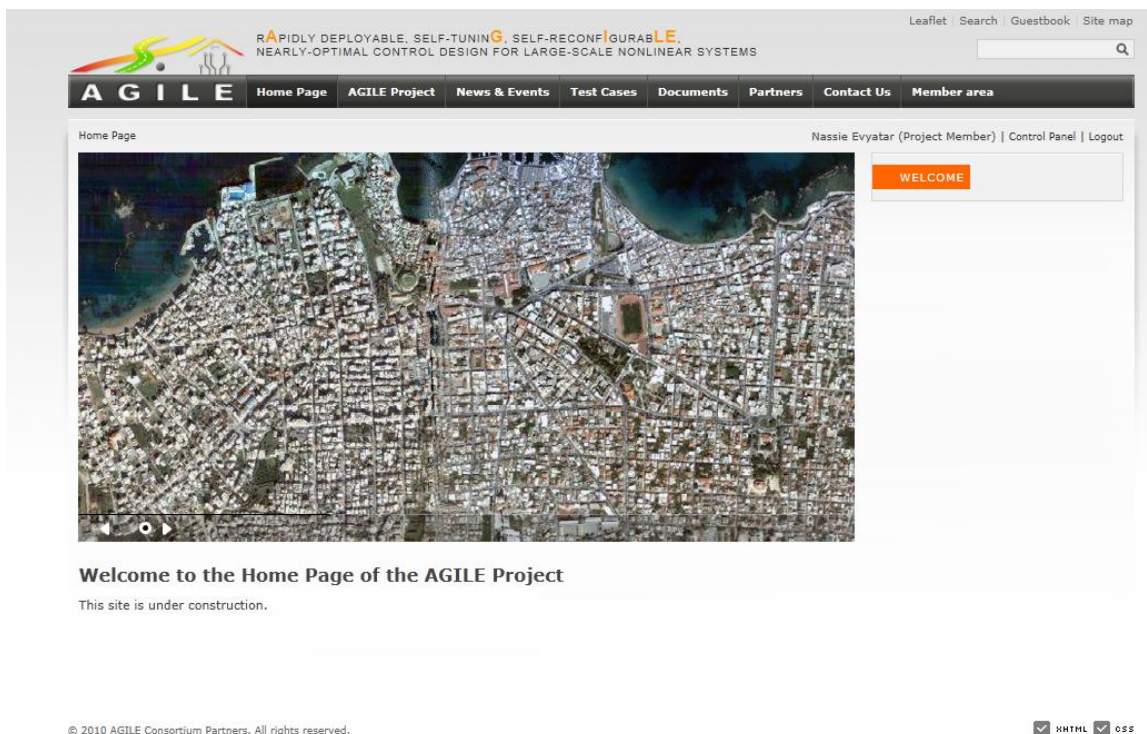 Leaflet | Search | Guestbook | Site map
RAPIDLY DEPLOYABLE, SELF-TUNING, SELF-RECONFIGURABLE,
NEARLY-OPTIMAL CONTROL DESIGN FOR LARGE-SCALE NONLINEAR SYSTEMS
AGILE
Home Page AGILE Project News & Events Test Cases Documents Partners Contact Us Member area
Home Page
Nassie Evyatar (Project Member) | Control Panel | Logout
WELCOME
Welcome to the Home Page of the AGILE Project
This site is under construction.
© 2010 AGILE Consortium Partners. All rights reserved.
XHTML CSS